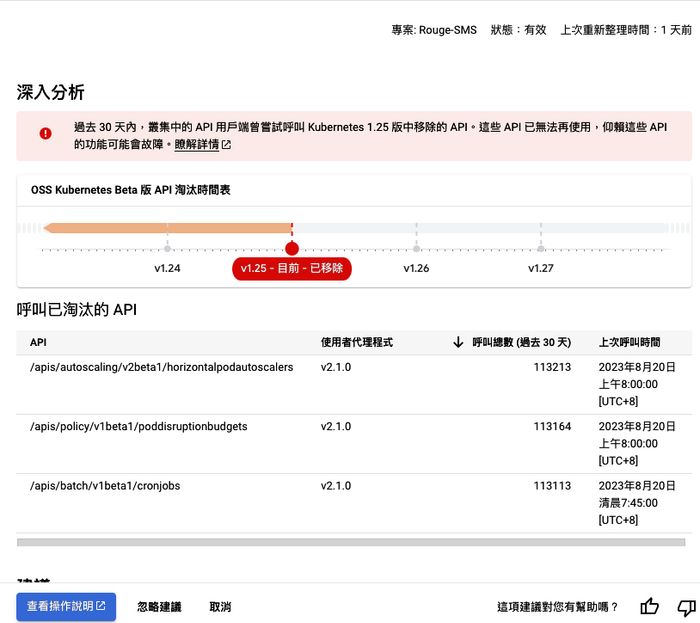 專案: Rouge-SMS 狀態：有效 上次重新整理時間：1 天前
深入分析
過去 30 天內，叢集中的 API 用戶端曾嘗試呼叫 Kubernetes 1.25 版中移除的 API。這些 API 已無法再使用，仰賴這些 API
的功能可能會故障。瞭解詳情
OSS Kubernetes Beta 版 API 淘汰時間表
v1.24 v1.25 - 目前 - 已移除 v1.26 v1.27
呼叫已淘汰的 API
API 使用者代理程式 呼叫總數 (過去 30 天) 上次呼叫時間
/apis/autoscaling/v2beta1/horizontalpodautoscalers v2.1.0 113213 2023年8月20日
上午8:00:00
[UTC+8]
/apis/policy/v1beta1/poddisruptionbudgets v2.1.0 113164 2023年8月20日
上午8:00:00
[UTC+8]
/apis/batch/v1beta1/cronjobs v2.1.0 113113 2023年8月20日
清晨7:45:00
[UTC+8]
查看操作說明 忽略建議 取消 這項建議對您有幫助嗎？